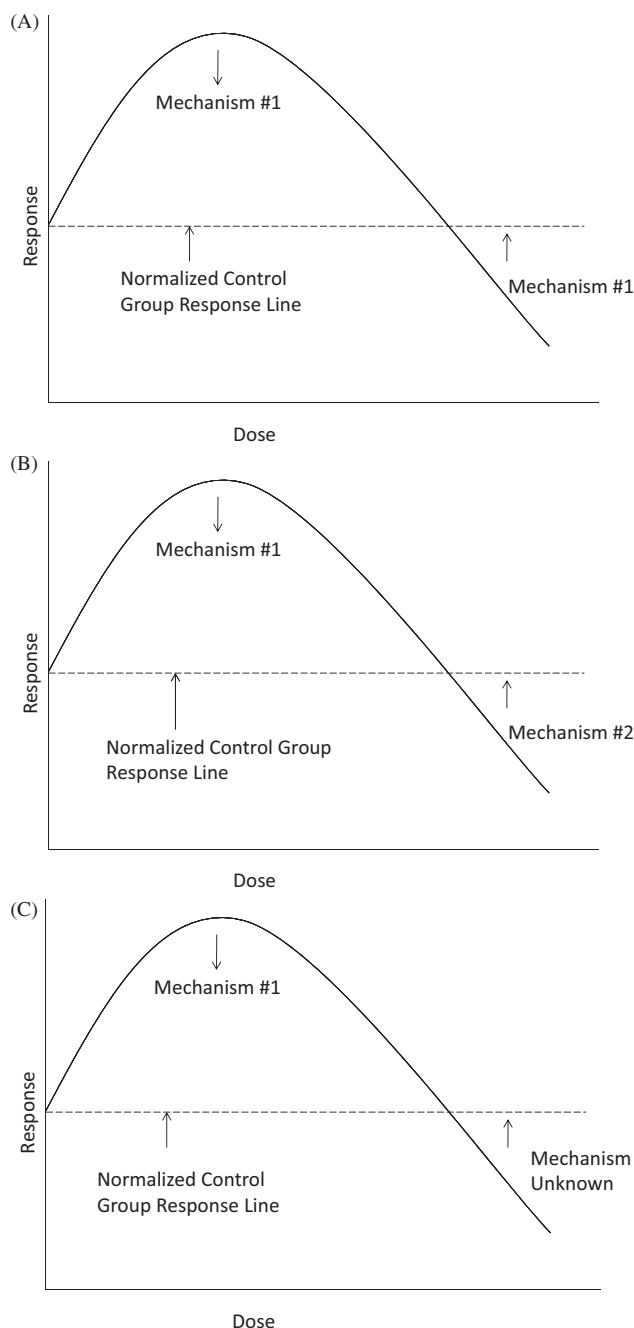 (A)
Mechanism #1
Response
Normalized Control
Group Response Line
Mechanism #1
Dose
(B)
Mechanism #1
Response
Normalized Control Group
Response Line
Mechanism #2
Dose
(C)
Mechanism #1
Response
Normalized Control
Group Response Line
Mechanism
Unknown
Dose